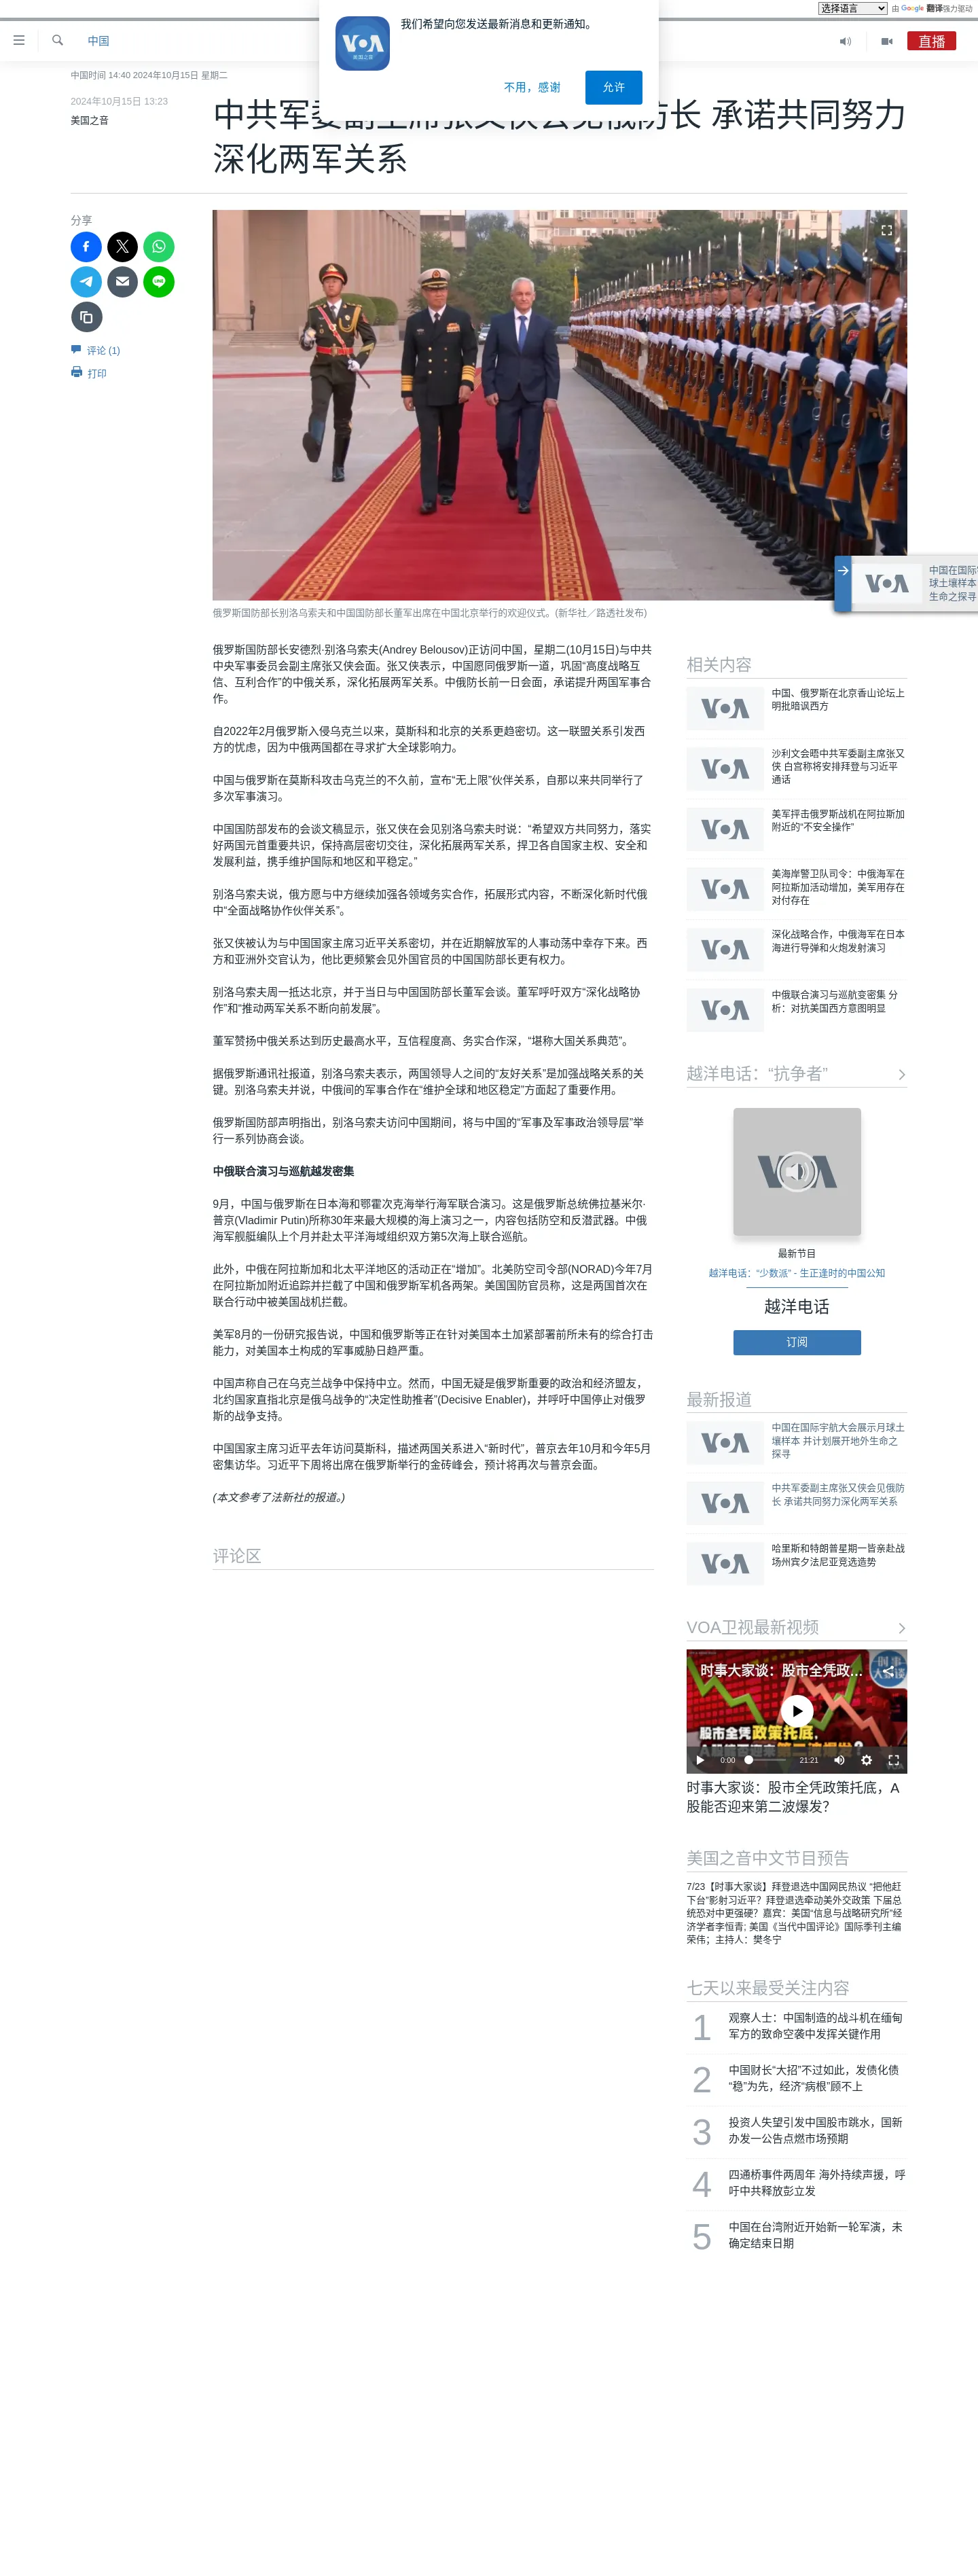 选择语言 由 Google 翻译强力驱动
我们希望向您发送最新消息和更新通知。
VOA
美国之音
不用，感谢
允许
中国
直播
中国时间 14:40 2024年10月15日 星期二
2024年10月15日 13:23
美国之音
中共军委副主席张又侠会见俄防长 承诺共同努力
深化两军关系
分享
评论 (1)
打印
俄罗斯国防部长别洛乌索夫和中国国防部长董军出席在中国北京举行的欢迎仪式。(新华社／路透社发布)
VOA
中国在国际
球土壤样本
生命之探寻
俄罗斯国防部长安德烈·别洛乌索夫(Andrey Belousov)正访问中国，星期二(10月15日)与中共
中央军事委员会副主席张又侠会面。张又侠表示，中国愿同俄罗斯一道，巩固“高度战略互
信、互利合作”的中俄关系，深化拓展两军关系。中俄防长前一日会面，承诺提升两国军事合
作。
自2022年2月俄罗斯入侵乌克兰以来，莫斯科和北京的关系更趋密切。这一联盟关系引发西
方的忧虑，因为中俄两国都在寻求扩大全球影响力。
中国与俄罗斯在莫斯科攻击乌克兰的不久前，宣布“无上限”伙伴关系，自那以来共同举行了
多次军事演习。
中国国防部发布的会谈文稿显示，张又侠在会见别洛乌索夫时说：“希望双方共同努力，落实
好两国元首重要共识，保持高层密切交往，深化拓展两军关系，捍卫各自国家主权、安全和
发展利益，携手维护国际和地区和平稳定。”
别洛乌索夫说，俄方愿与中方继续加强各领域务实合作，拓展形式内容，不断深化新时代俄
中“全面战略协作伙伴关系”。
张又侠被认为与中国国家主席习近平关系密切，并在近期解放军的人事动荡中幸存下来。西
方和亚洲外交官认为，他比更频繁会见外国官员的中国国防部长更有权力。
别洛乌索夫周一抵达北京，并于当日与中国国防部长董军会谈。董军呼吁双方“深化战略协
作”和“推动两军关系不断向前发展”。
董军赞扬中俄关系达到历史最高水平，互信程度高、务实合作深，“堪称大国关系典范”。
据俄罗斯通讯社报道，别洛乌索夫表示，两国领导人之间的“友好关系”是加强战略关系的关
键。别洛乌索夫并说，中俄间的军事合作在“维护全球和地区稳定”方面起了重要作用。
俄罗斯国防部声明指出，别洛乌索夫访问中国期间，将与中国的“军事及军事政治领导层”举
行一系列协商会谈。
中俄联合演习与巡航越发密集
9月，中国与俄罗斯在日本海和鄂霍次克海举行海军联合演习。这是俄罗斯总统佛拉基米尔·
普京(Vladimir Putin)所称30年来最大规模的海上演习之一，内容包括防空和反潜武器。中俄
海军舰艇编队上个月并赴太平洋海域组织双方第5次海上联合巡航。
此外，中俄在阿拉斯加和北太平洋地区的活动正在“增加”。北美防空司令部(NORAD)今年7月
在阿拉斯加附近追踪并拦截了中国和俄罗斯军机各两架。美国国防官员称，这是两国首次在
联合行动中被美国战机拦截。
美军8月的一份研究报告说，中国和俄罗斯等正在针对美国本土加紧部署前所未有的综合打击
能力，对美国本土构成的军事威胁日趋严重。
中国声称自己在乌克兰战争中保持中立。然而，中国无疑是俄罗斯重要的政治和经济盟友，
北约国家直指北京是俄乌战争的“决定性助推者”(Decisive Enabler)，并呼吁中国停止对俄罗
斯的战争支持。
中国国家主席习近平去年访问莫斯科，描述两国关系进入“新时代”，普京去年10月和今年5月
密集访华。习近平下周将出席在俄罗斯举行的金砖峰会，预计将再次与普京会面。
(本文参考了法新社的报道。)
评论区
相关内容
VOA
中国、俄罗斯在北京香山论坛上
明批暗讽西方
VOA
沙利文会晤中共军委副主席张又
侠 白宫称将安排拜登与习近平
通话
VOA
美军抨击俄罗斯战机在阿拉斯加
附近的“不安全操作”
VOA
美海岸警卫队司令：中俄海军在
阿拉斯加活动增加，美军用存在
对付存在
VOA
深化战略合作，中俄海军在日本
海进行导弹和火炮发射演习
VOA
中俄联合演习与巡航变密集 分
析：对抗美国西方意图明显
越洋电话：“抗争者”
VOA
最新节目
越洋电话：“少数派” - 生正逢时的中国公知
越洋电话
订阅
最新报道
VOA
中国在国际宇航大会展示月球土
壤样本 并计划展开地外生命之
探寻
VOA
中共军委副主席张又侠会见俄防
长 承诺共同努力深化两军关系
VOA
哈里斯和特朗普星期一皆亲赴战
场州宾夕法尼亚竞选造势
VOA卫视最新视频
时事大家谈：股市全凭政...
时事
大家谈
股市全凭政策托底，
A股能否迎来第二波爆发？
0:00
21:21
VOA
时事大家谈：股市全凭政策托底，A
股能否迎来第二波爆发？
美国之音中文节目预告
7/23【时事大家谈】拜登退选中国网民热议 “把他赶
下台”影射习近平？拜登退选牵动美外交政策 下届总
统恐对中更强硬？嘉宾：美国“信息与战略研究所”经
济学者李恒青; 美国《当代中国评论》国际季刊主编
荣伟；主持人：樊冬宁
七天以来最受关注内容
1
观察人士：中国制造的战斗机在缅甸
军方的致命空袭中发挥关键作用
2
中国财长“大招”不过如此，发债化债
“稳”为先，经济“病根”顾不上
3
投资人失望引发中国股市跳水，国新
办发一公告点燃市场预期
4
四通桥事件两周年 海外持续声援，呼
吁中共释放彭立发
5
中国在台湾附近开始新一轮军演，未
确定结束日期